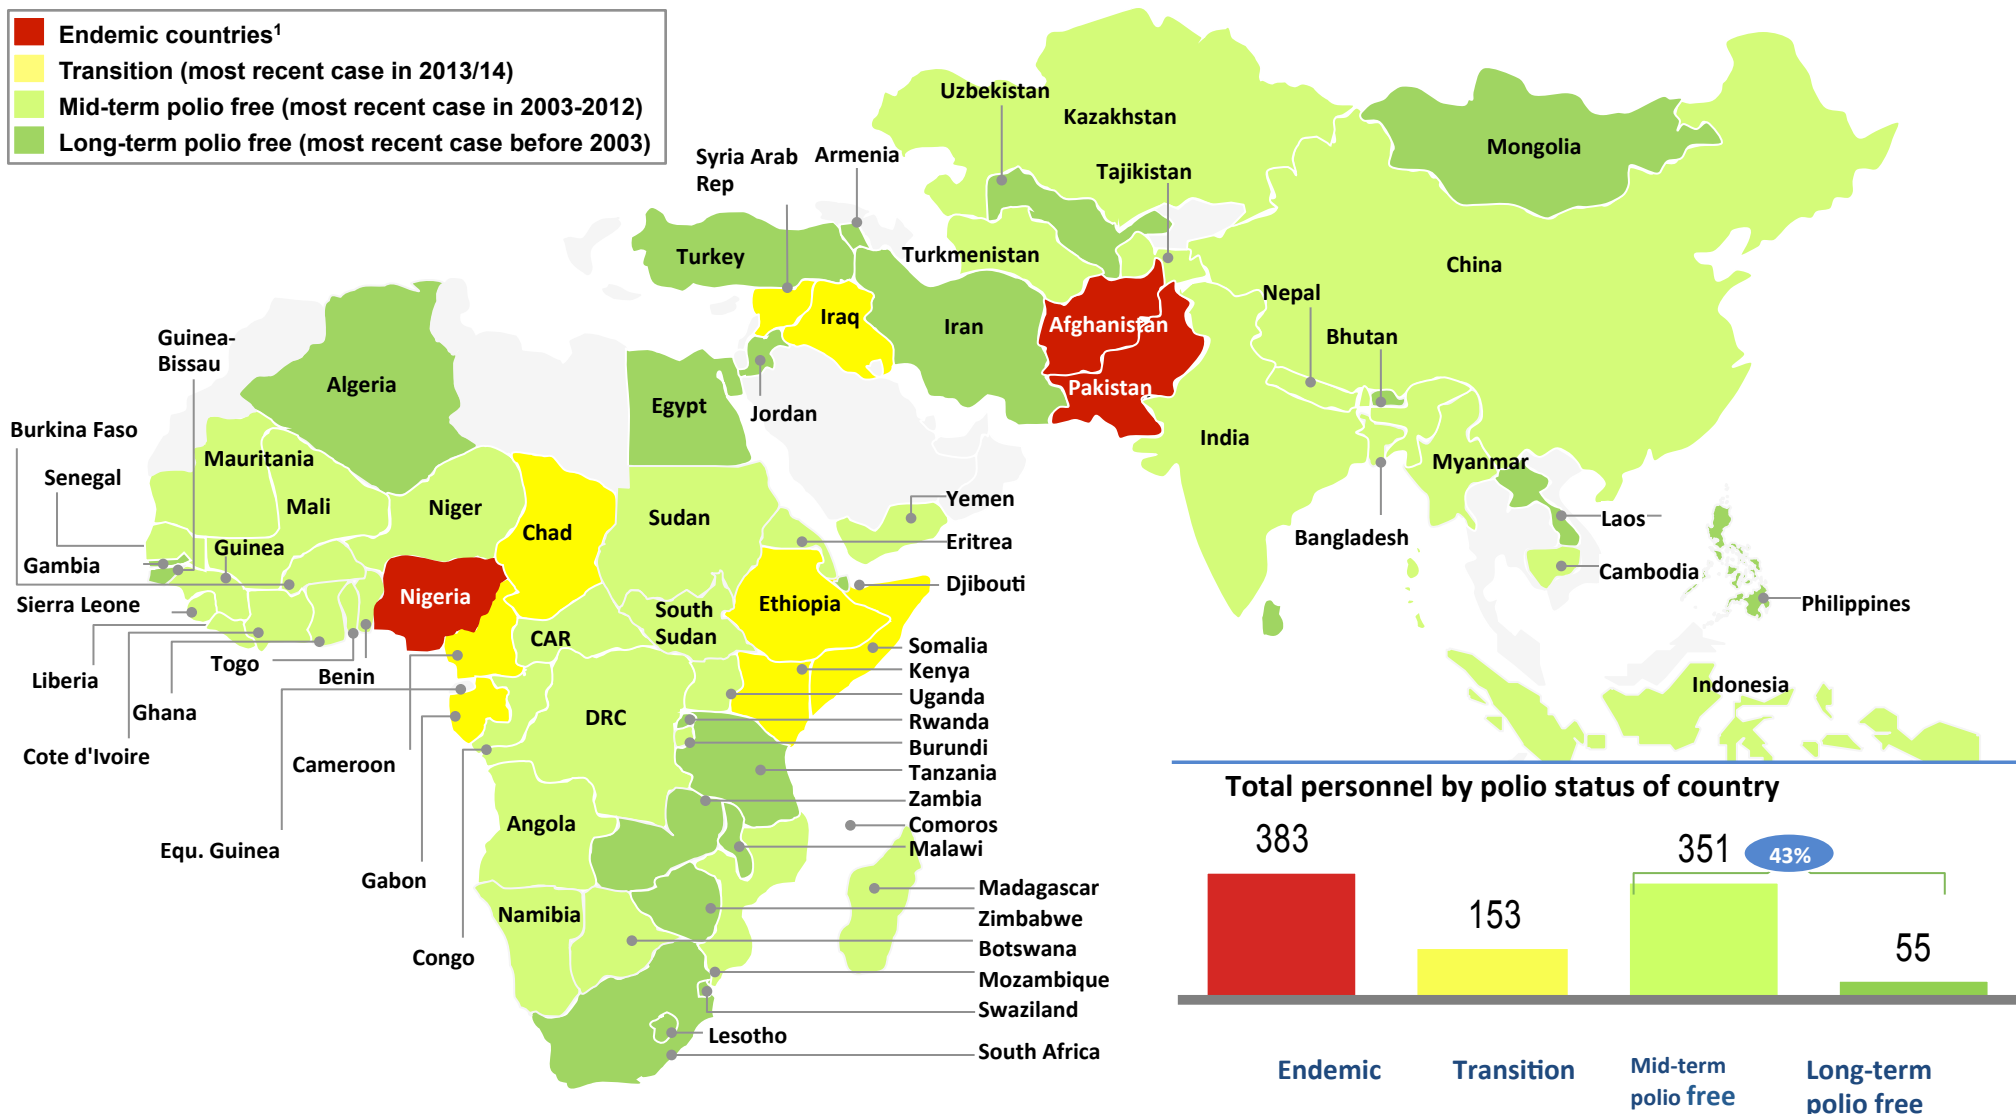 Endemic countries¹
Transition (most recent case in 2013/14)
Mid-term polio free (most recent case in 2003-2012)
Long-term polio free (most recent case before 2003)
Uzbekistan
Kazakhstan
Mongolia
Syria Arab
Rep
Armenia
Tajikistan
Turkey
Turkmenistan
China
Nepal
Iraq
Iran
Afghanistan
Bhutan
Guinea-
Bissau
Algeria
Pakistan
Egypt
Jordan
Burkina Faso
India
Mauritania
Myanmar
Senegal
Mali
Niger
Yemen
Sudan
Laos
Chad
Bangladesh
Guinea
Eritrea
Gambia
Cambodia
Djibouti
Nigeria
Ethiopia
Philippines
Sierra Leone
South
Sudan
CAR
Somalia
Togo
Kenya
Liberia
Benin
Indonesia
Uganda
Ghana
DRC
Rwanda
Burundi
Cote d'Ivoire
Cameroon
Tanzania
Zambia
Angola
Comoros
Equ. Guinea
Malawi
Gabon
Madagascar
Namibia
Zimbabwe
Congo
Botswana
Mozambique
Swaziland
Lesotho
South Africa
Total personnel by polio status of country
383
153
351
43%
55
Endemic
Transition
Mid-term
polio free
Long-term
polio free